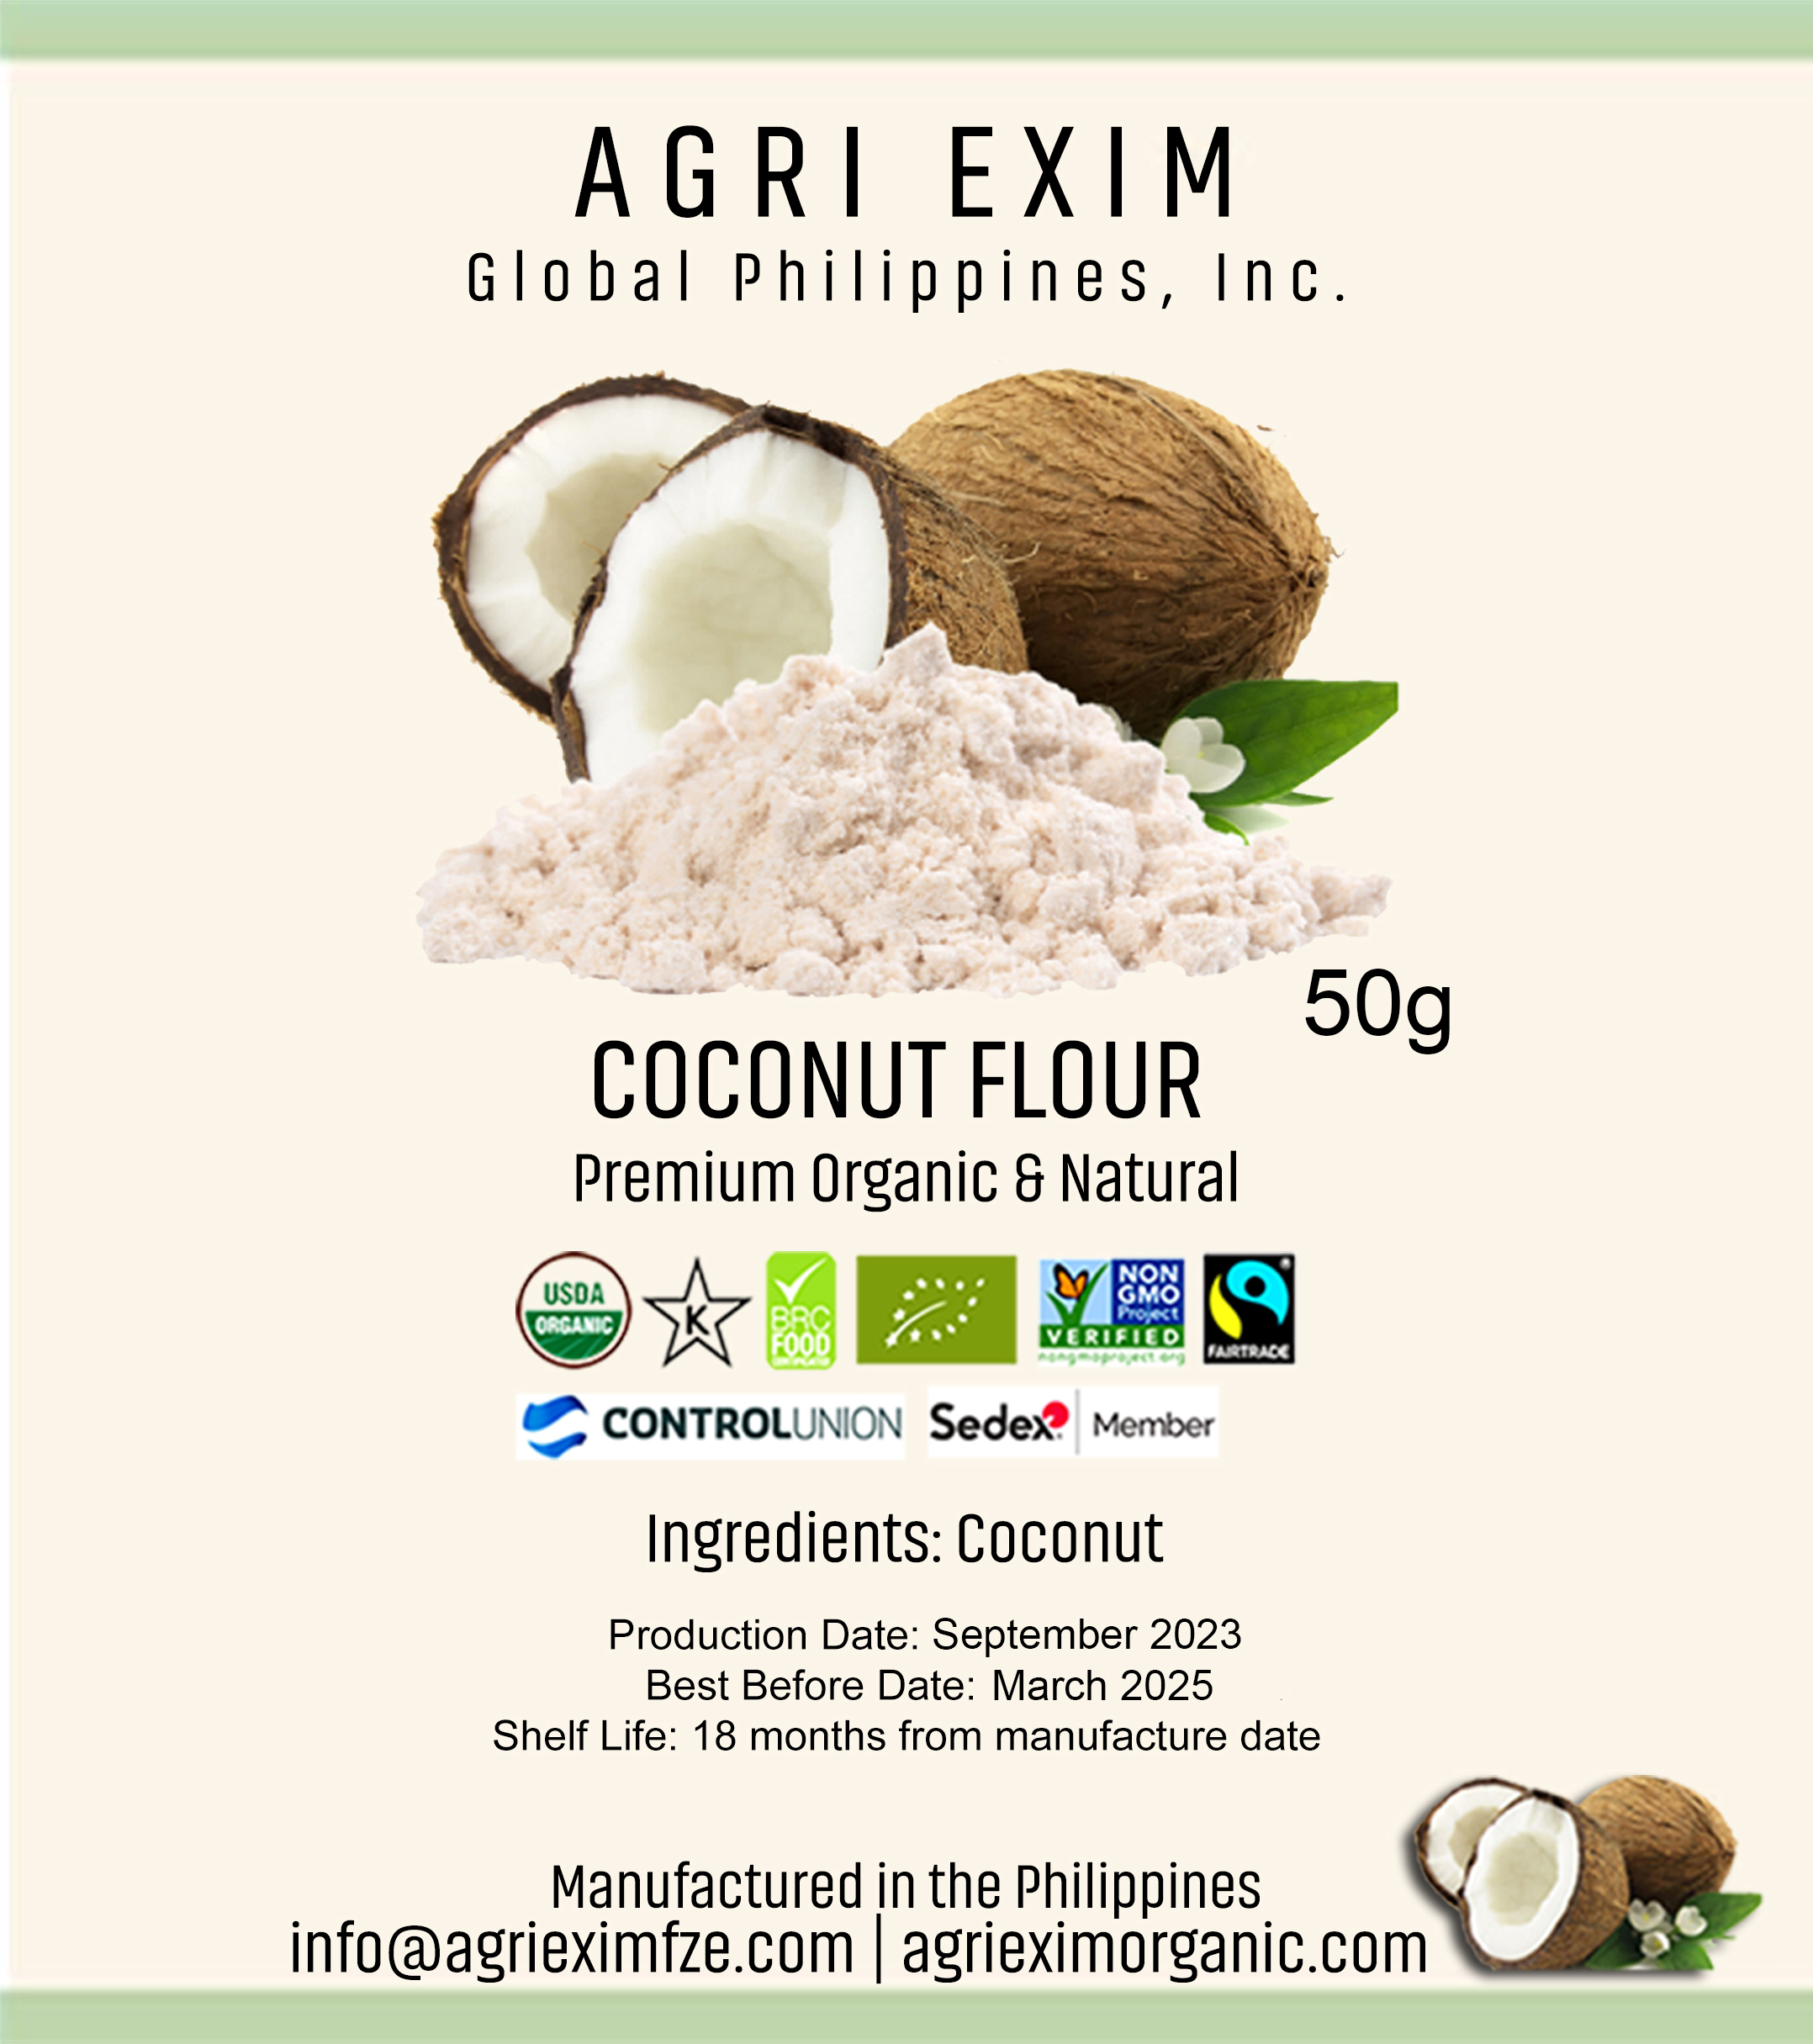 AGRI EXIM
Global Philippines, Inc.
50g
COCONUT FLOUR
Premium Organic & Natural
USDA
ORGANIC
K
BRC
FOOD
CERTIFICATED
NON
GMO
Project
VERIFIED
nongmoproject.org
FAIRTRADE
CONTROLUNION
Sedex Member
Ingredients: Coconut
Production Date: September 2023
Best Before Date: March 2025
Shelf Life: 18 months from manufacture date
Manufactured in the Philippines
info@agrieximfze.com | agrieximorganic.com